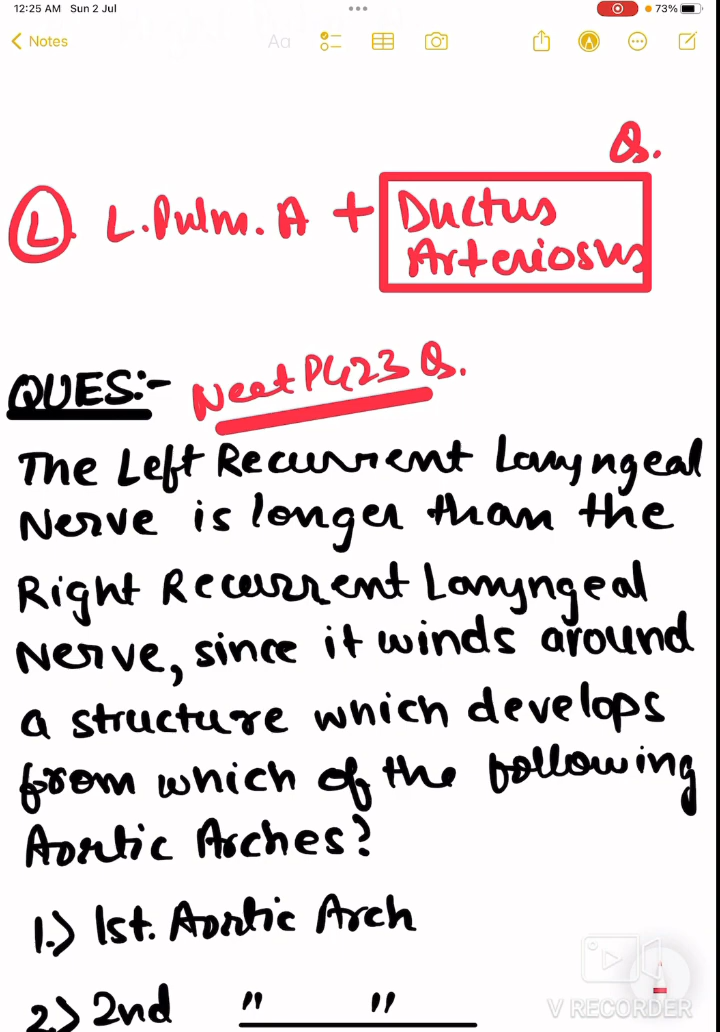 12:25 AM Sun 2 Jul
73%
Notes
Aa
Q.
L. L.Pulm.A + Ductus
Arteriosus
QUES:- Neet PG23 Q.
The Left Recurrent Laryngeal
Nerve is longer than the
Right Recurrent Laryngeal
Nerve, since it winds around
a structure which develops
from which of the following
Aortic Arches?
1.) 1st. Aortic Arch
2.) 2nd " "
V RECORDER